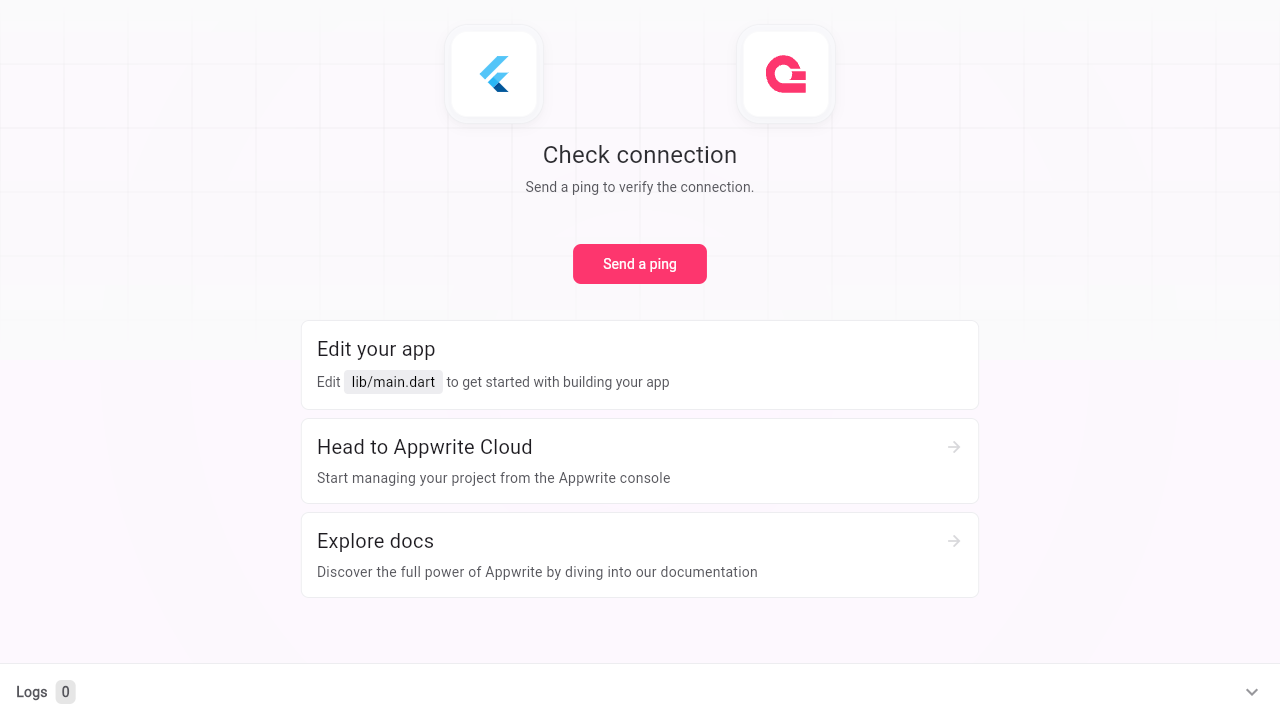 Check connection
Send a ping to verify the connection.
Send a ping
Edit your app
Edit lib/main.dart to get started with building your app
Head to Appwrite Cloud
Start managing your project from the Appwrite console
Explore docs
Discover the full power of Appwrite by diving into our documentation
Logs 0